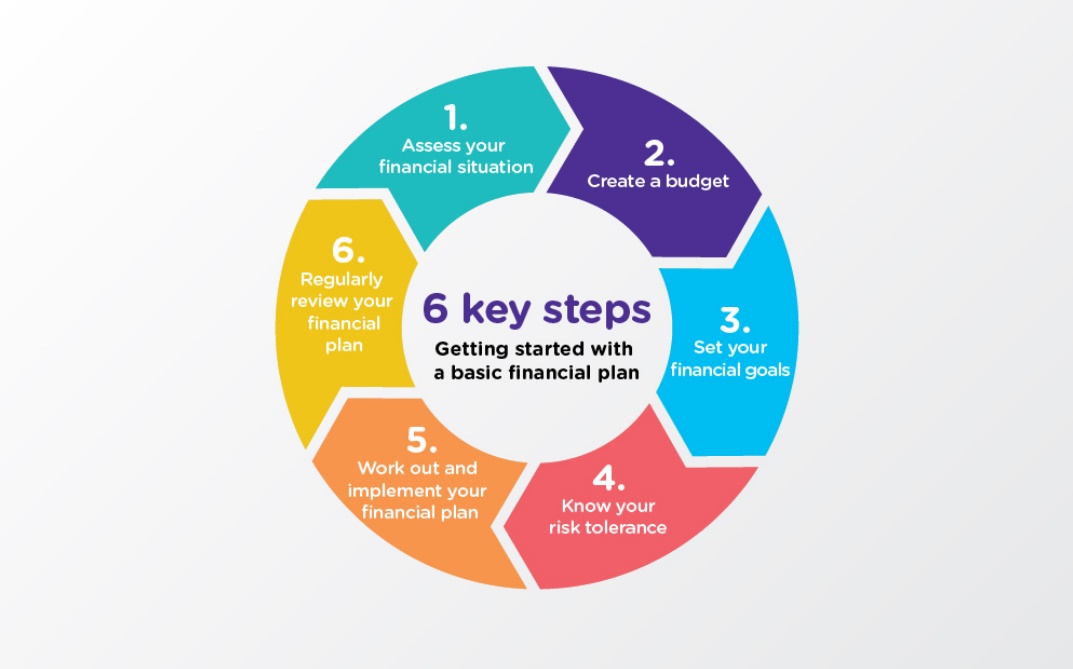 1.
Assess your
financial situation
2.
Create a budget
3.
Set your
financial goals
4.
Know your
risk tolerance
5.
Work out and
implement your
financial plan
6.
Regularly
review your
financial
plan
6 key steps
Getting started with
a basic financial plan